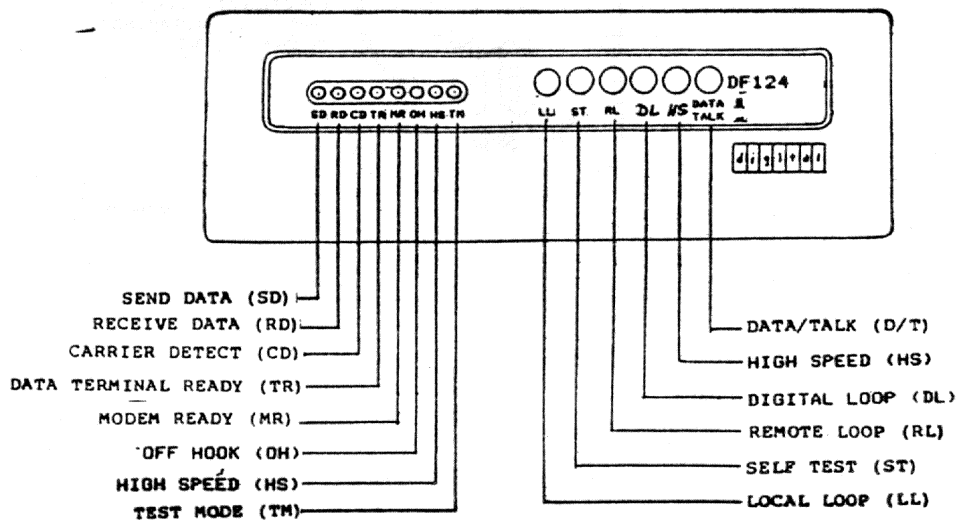 DF124
SD RD CD TR MR OH HS TM
LL ST RL DL HS DATA TALK
digital
SEND DATA (SD)
RECEIVE DATA (RD)
CARRIER DETECT (CD)
DATA TERMINAL READY (TR)
MODEM READY (MR)
OFF HOOK (OH)
HIGH SPEED (HS)
TEST MODE (TM)
DATA/TALK (D/T)
HIGH SPEED (HS)
DIGITAL LOOP (DL)
REMOTE LOOP (RL)
SELF TEST (ST)
LOCAL LOOP (LL)